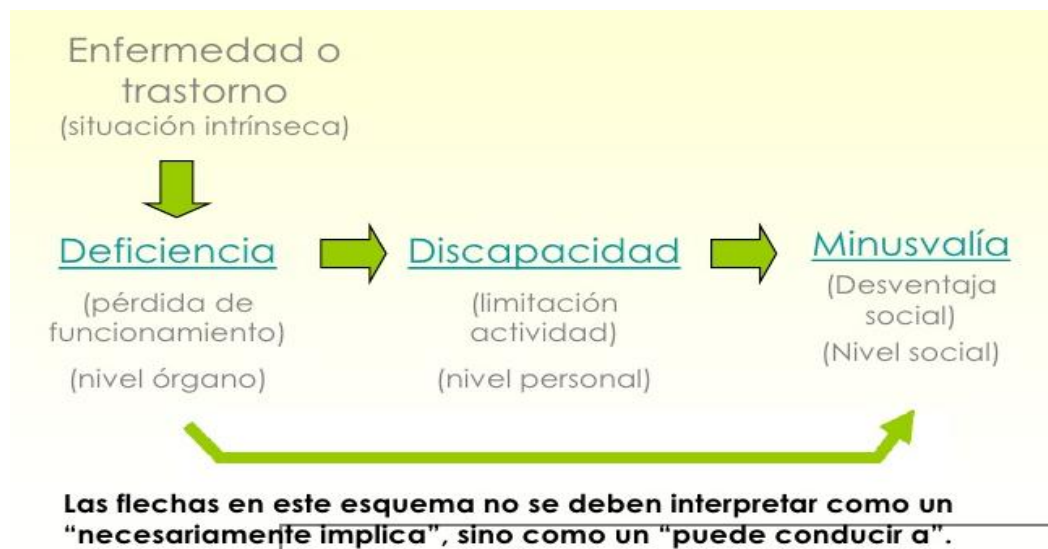 Enfermedad o
trastorno
(situación intrínseca)
Deficiencia
(pérdida de
funcionamiento)
(nivel órgano)
Discapacidad
(limitación
actividad)
(nivel personal)
Minusvalía
(Desventaja
social)
(Nivel social)
Las flechas en este esquema no se deben interpretar como un
“necesariamente implica”, sino como un “puede conducir a”.